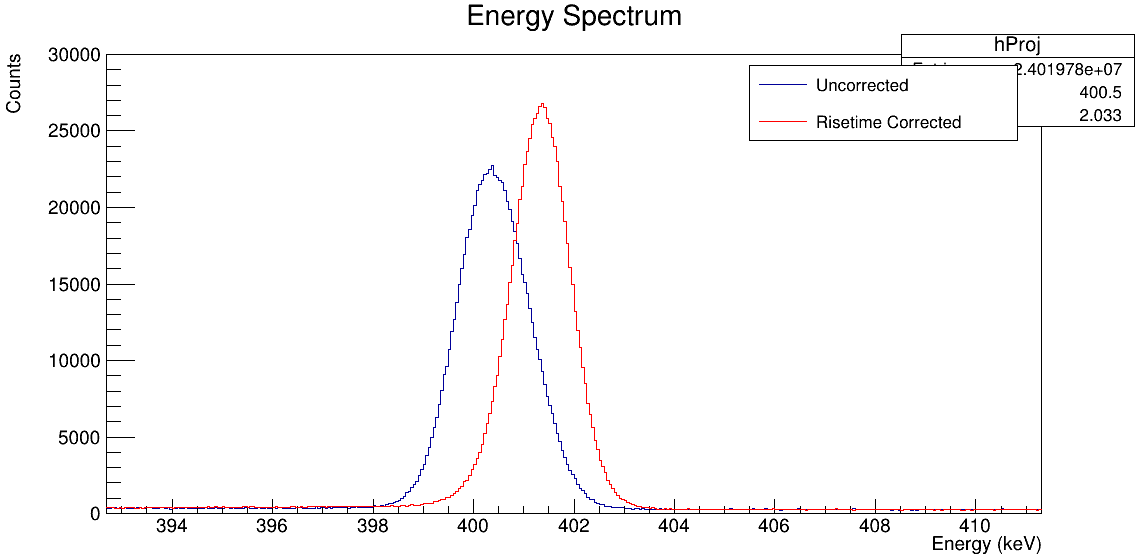 Energy Spectrum
Counts
30000
25000
20000
15000
10000
5000
0
394 396 398 400 402 404 406 408 410
Energy (keV)
hProj
2.401978e+07
400.5
2.033
Uncorrected
Risetime Corrected